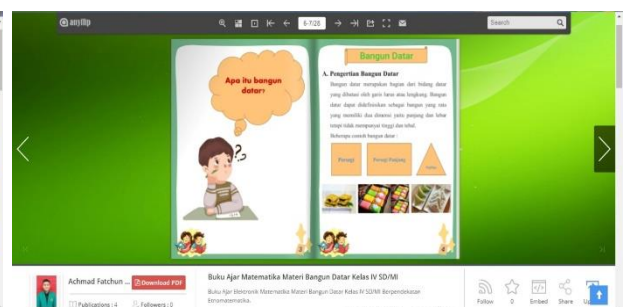 anyflip
6-7/28
Search
Apa itu bangun
datar?
Bangun Datar
A. Pengertian Bangun Datar
Bangun datar merupakan bagian dari bidang datar
yang dibatasi oleh garis lurus atau lengkung. Bangun
datar dapat didefinisikan sebagai bangun yang rata
yang memiliki dua dimensi yaitu panjang dan lebar
tetapi tidak mempunyai tinggi dan tebal.
Beberapa contoh bangun datar :
Persegi
Persegi Panjang
Achmad Fatchun ...
Download PDF
Publications : 4
Followers : 0
Buku Ajar Matematika Materi Bangun Datar Kelas IV SD/MI
Buku Ajar Elektronik Matematika Materi Bangun Datar Kelas IV SD/MI Berpendekatan
Etnomatematika.
Follow
0
Embed
Share